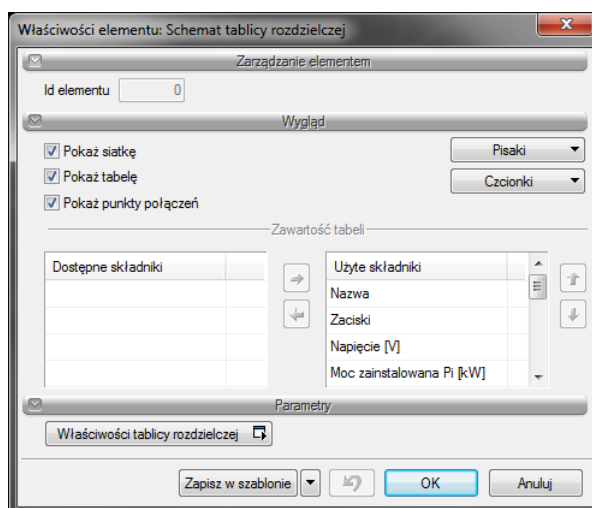 Właściwości elementu: Schemat tablicy rozdzielczej
Zarządzanie elementem
Id elementu 0
Wygląd
Pokaż siatkę
Pisaki
Pokaż tabelę
Czcionki
Pokaż punkty połączeń
Zawartość tabeli
Dostępne składniki
Użyte składniki
Nazwa
Zaciski
Napięcie [V]
Moc zainstalowana Pi [kW]
Parametry
Właściwości tablicy rozdzielczej
Zapisz w szablonie
OK
Anuluj